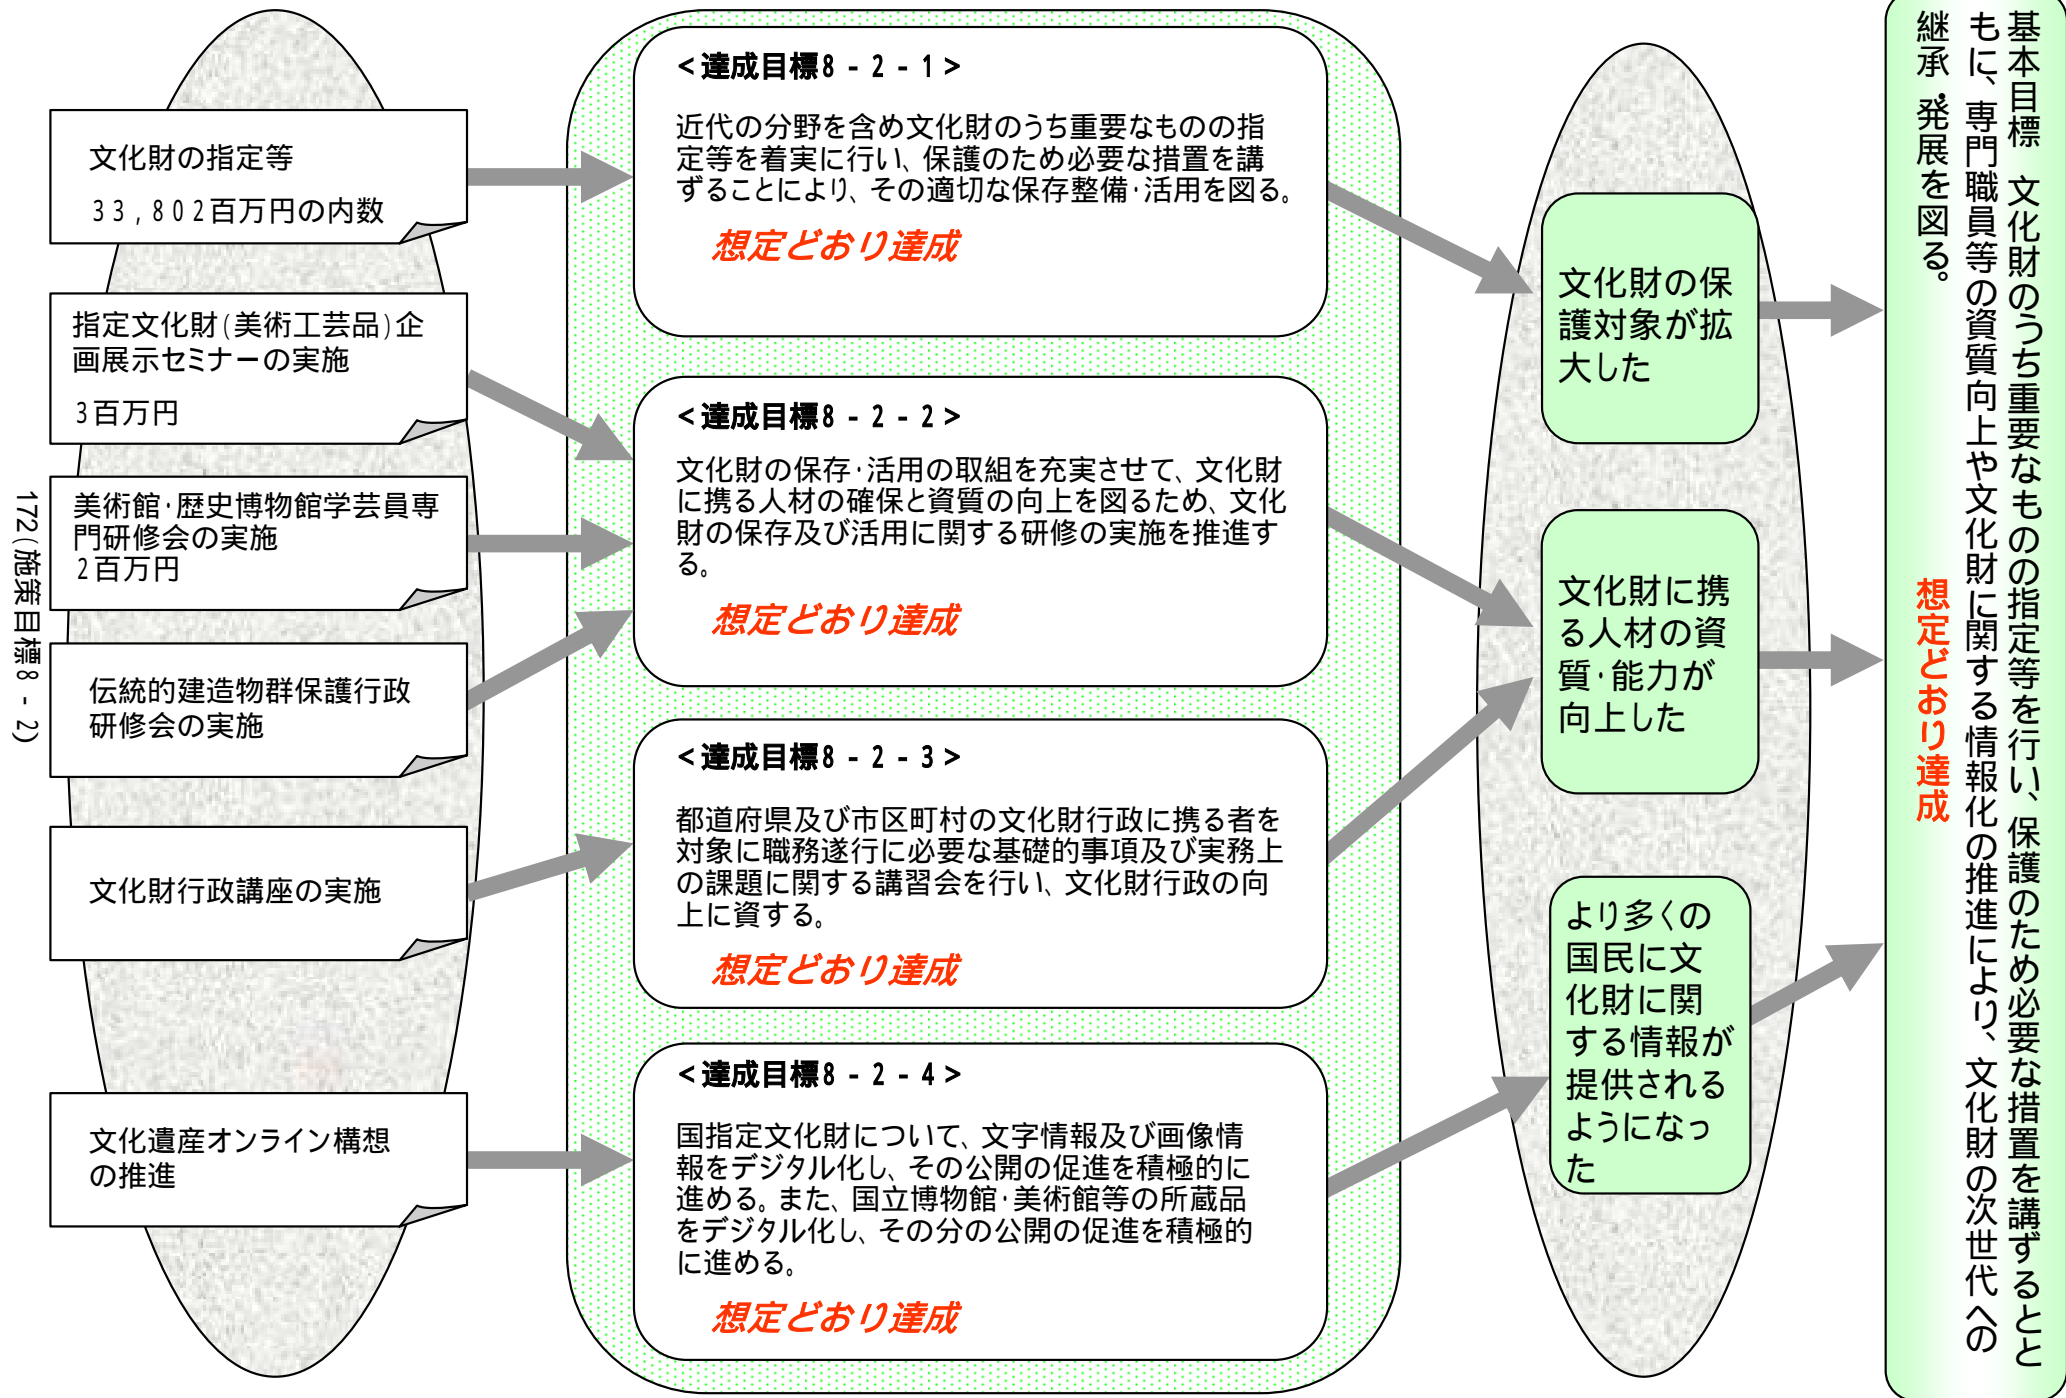 文化財の指定等
33,802百万円の内数
指定文化財(美術工芸品)企
画展示セミナーの実施
3百万円
美術館・歴史博物館学芸員専
門研修会の実施
2百万円
伝統的建造物群保護行政
研修会の実施
文化財行政講座の実施
文化遺産オンライン構想
の推進
<達成目標8-2-1>
近代の分野を含め文化財のうち重要なものの指
定等を着実に行い、保護のため必要な措置を講
ずることにより、その適切な保存整備・活用を図る。
想定どおり達成
<達成目標8-2-2>
文化財の保存・活用の取組を充実させて、文化財
に携る人材の確保と資質の向上を図るため、文化
財の保存及び活用に関する研修の実施を推進す
る。
想定どおり達成
<達成目標8-2-3>
都道府県及び市区町村の文化財行政に携る者を
対象に職務遂行に必要な基礎的事項及び実務上
の課題に関する講習会を行い、文化財行政の向
上に資する。
想定どおり達成
<達成目標8-2-4>
国指定文化財について、文字情報及び画像情
報をデジタル化し、その公開の促進を積極的に
進める。また、国立博物館・美術館等の所蔵品
をデジタル化し、その分の公開の促進を積極的
に進める。
想定どおり達成
文化財の保
護対象が拡
大した
文化財に携
る人材の資
質・能力が
向上した
より多くの
国民に文
化財に関
する情報が
提供される
ようになっ
た
基本目標 文化財のうち重要なものの指定等を行い、保護のため必要な措置を講ずるとと
もに、専門職員等の資質向上や文化財に関する情報化の推進により、文化財の次世代への
継承・発展を図る。
想定どおり達成
172(施策目標8-2)